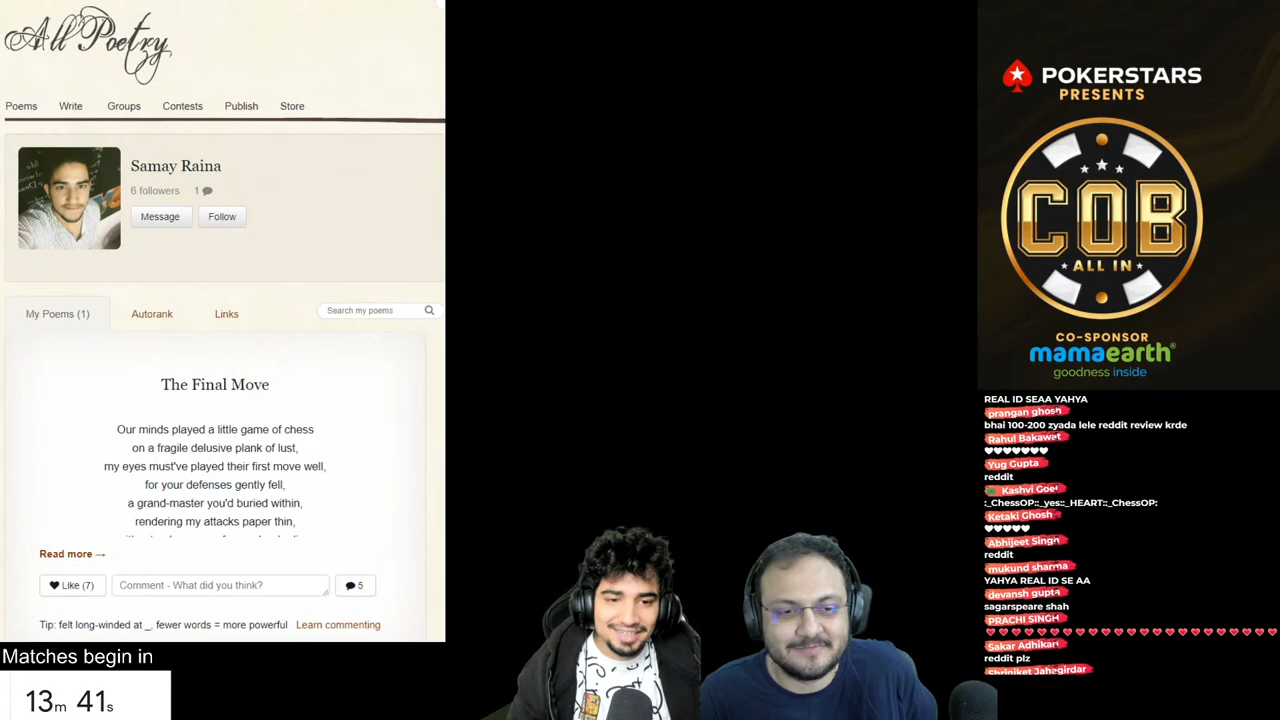 All Poetry
Poems Write Groups Contests Publish Store
Samay Raina
6 followers 1
Message Follow
My Poems (1) Autorank Links Search my poems
The Final Move
Our minds played a little game of chess
on a fragile delusive plank of lust,
my eyes must've played their first move well,
for your defenses gently fell,
a grand-master you'd buried within,
rendering my attacks paper thin,
Read more →
Like (7) Comment - What did you think? 5
Tip: felt long-winded at _, fewer words = more powerful Learn commenting
Matches begin in
13m 41s
POKERSTARS
PRESENTS
COB
ALL IN
CO-SPONSOR
mamaearth®
goodness inside
REAL ID SEAA YAHYA
prangan ghosh
bhai 100-200 zyada lele reddit review krde
Rahul Bakawat
Yug Gupta
reddit
Kashvi Goel
:_ChessOP:_yes::_HEART::_ChessOP:
Ketaki Ghosh
Abhijeet Singh
reddit
mukund sharma
YAHYA REAL ID SE AA
devansh gupta
sagarspeare shah
PRACHI SINGH
Sakar Adhikari
reddit plz
Shriniket Jahagirdar